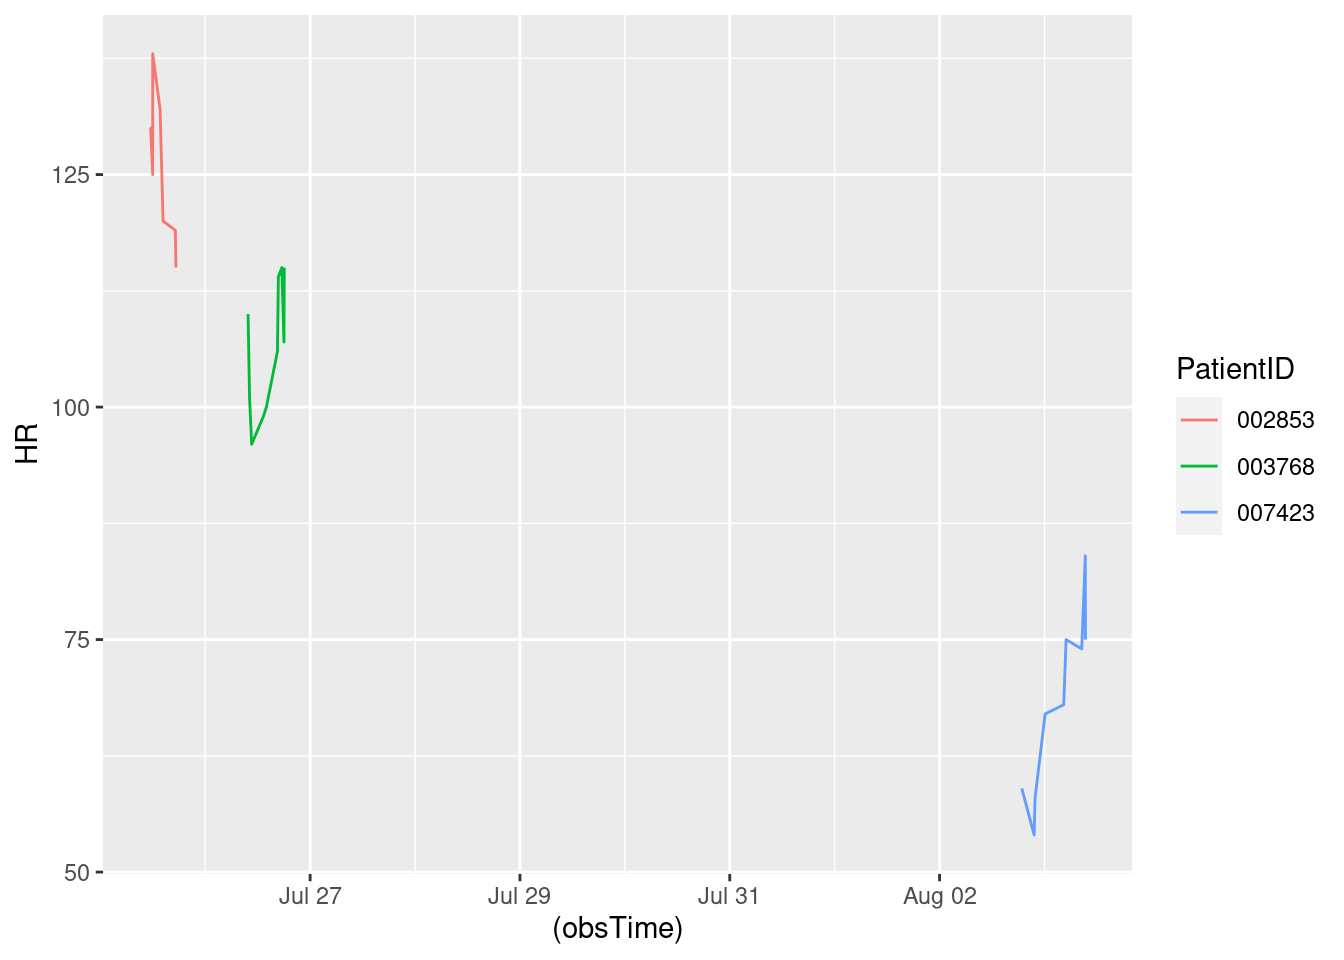 125
100
75
50
HR
Jul 27
Jul 29
Jul 31
Aug 02
(obsTime)
PatientID
002853
003768
007423